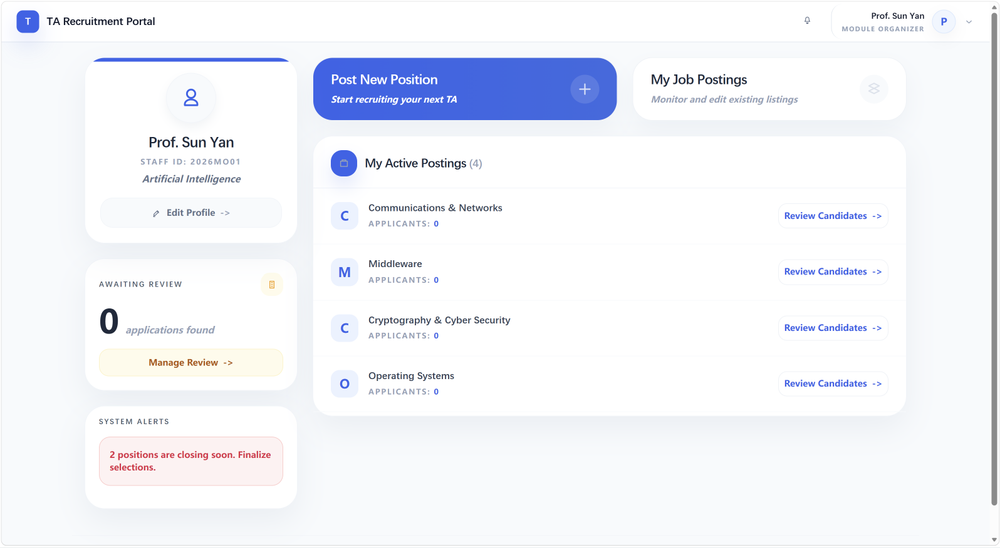 T
TA Recruitment Portal
Prof. Sun Yan
MODULE ORGANIZER
P
Prof. Sun Yan
STAFF ID: 2026MO01
Artificial Intelligence
Edit Profile ->
AWAITING REVIEW
0 applications found
Manage Review ->
SYSTEM ALERTS
2 positions are closing soon. Finalize
selections.
Post New Position
Start recruiting your next TA
My Job Postings
Monitor and edit existing listings
My Active Postings (4)
C
Communications & Networks
APPLICANTS: 0
Review Candidates ->
M
Middleware
APPLICANTS: 0
Review Candidates ->
C
Cryptography & Cyber Security
APPLICANTS: 0
Review Candidates ->
O
Operating Systems
APPLICANTS: 0
Review Candidates ->